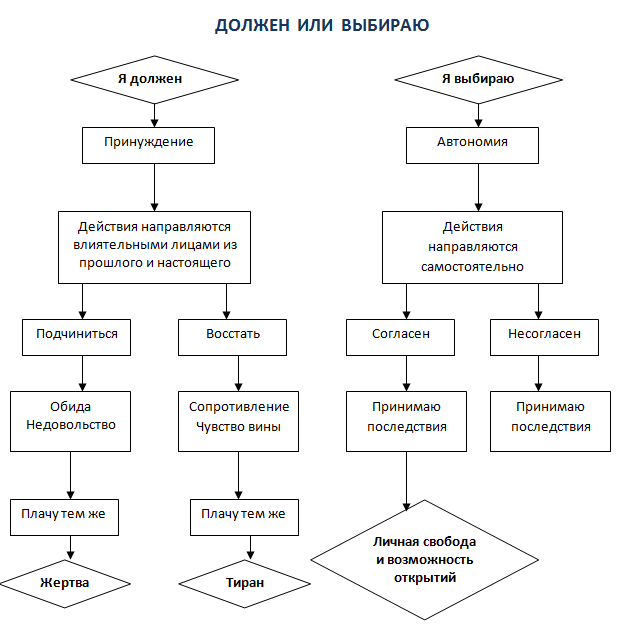 ДОЛЖЕН ИЛИ ВЫБИРАЮ
Я должен
Я выбираю
Принуждение
Автономия
Действия направляются
влиятельными лицами из
прошлого и настоящего
Действия
направляются
самостоятельно
Подчиниться
Восстать
Согласен
Несогласен
Обида
Недовольство
Сопротивление
Чувство вины
Принимаю
последствия
Принимаю
последствия
Плачу тем же
Плачу тем же
Личная свобода
и возможность
открытий
Жертва
Тиран